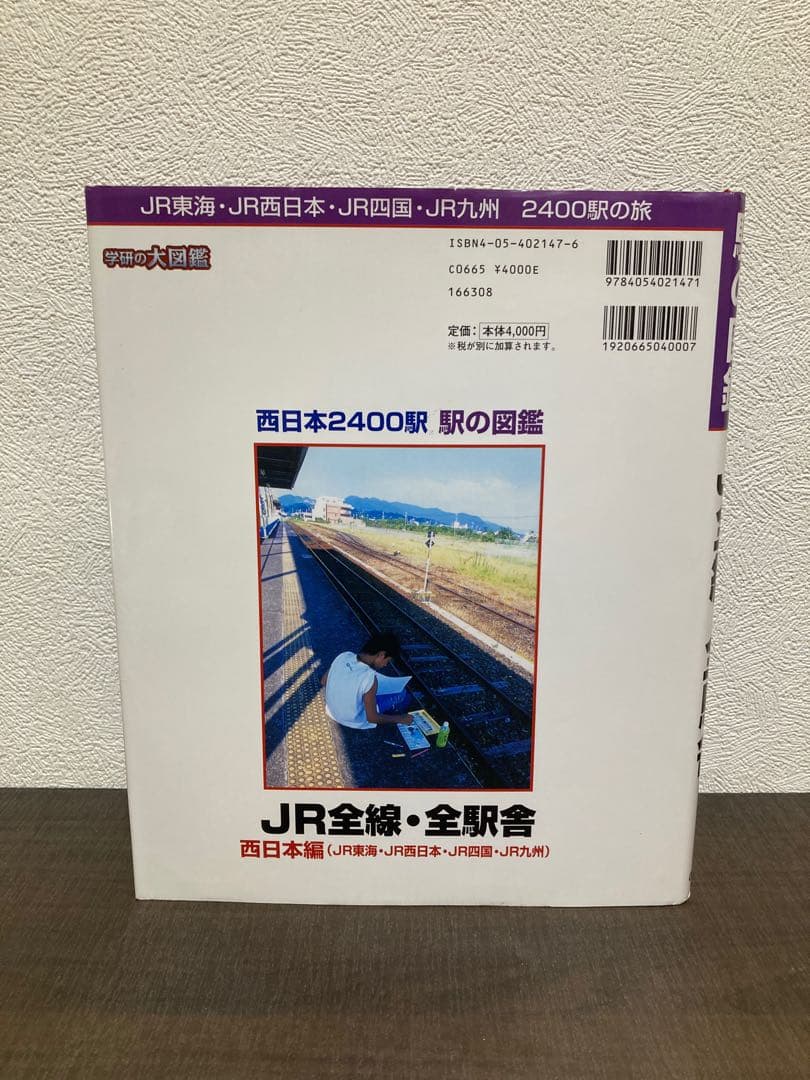 JR東海・JR西日本・JR四国・JR九州 2400駅の旅
学研の大図鑑
ISBN4-05-402147-6
C0665 ¥4000E
166308
9784054021471
定価：本体4,000円
※税が別に加算されます。
1920665040007
西日本2400駅 駅の図鑑
JR全線・全駅舎
西日本編（JR東海・JR西日本・JR四国・JR九州）